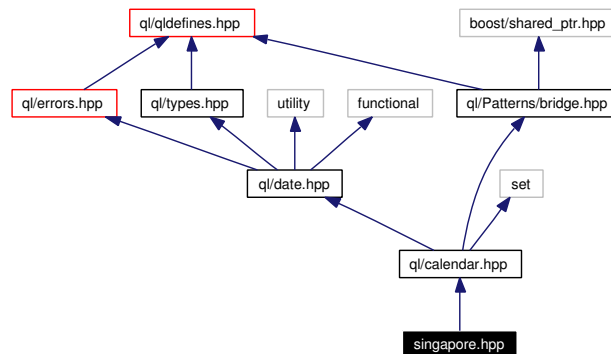 ql/qldefines.hpp
boost/shared_ptr.hpp
ql/errors.hpp
ql/types.hpp
utility
functional
ql/Patterns/bridge.hpp
ql/date.hpp
set
ql/calendar.hpp
singapore.hpp